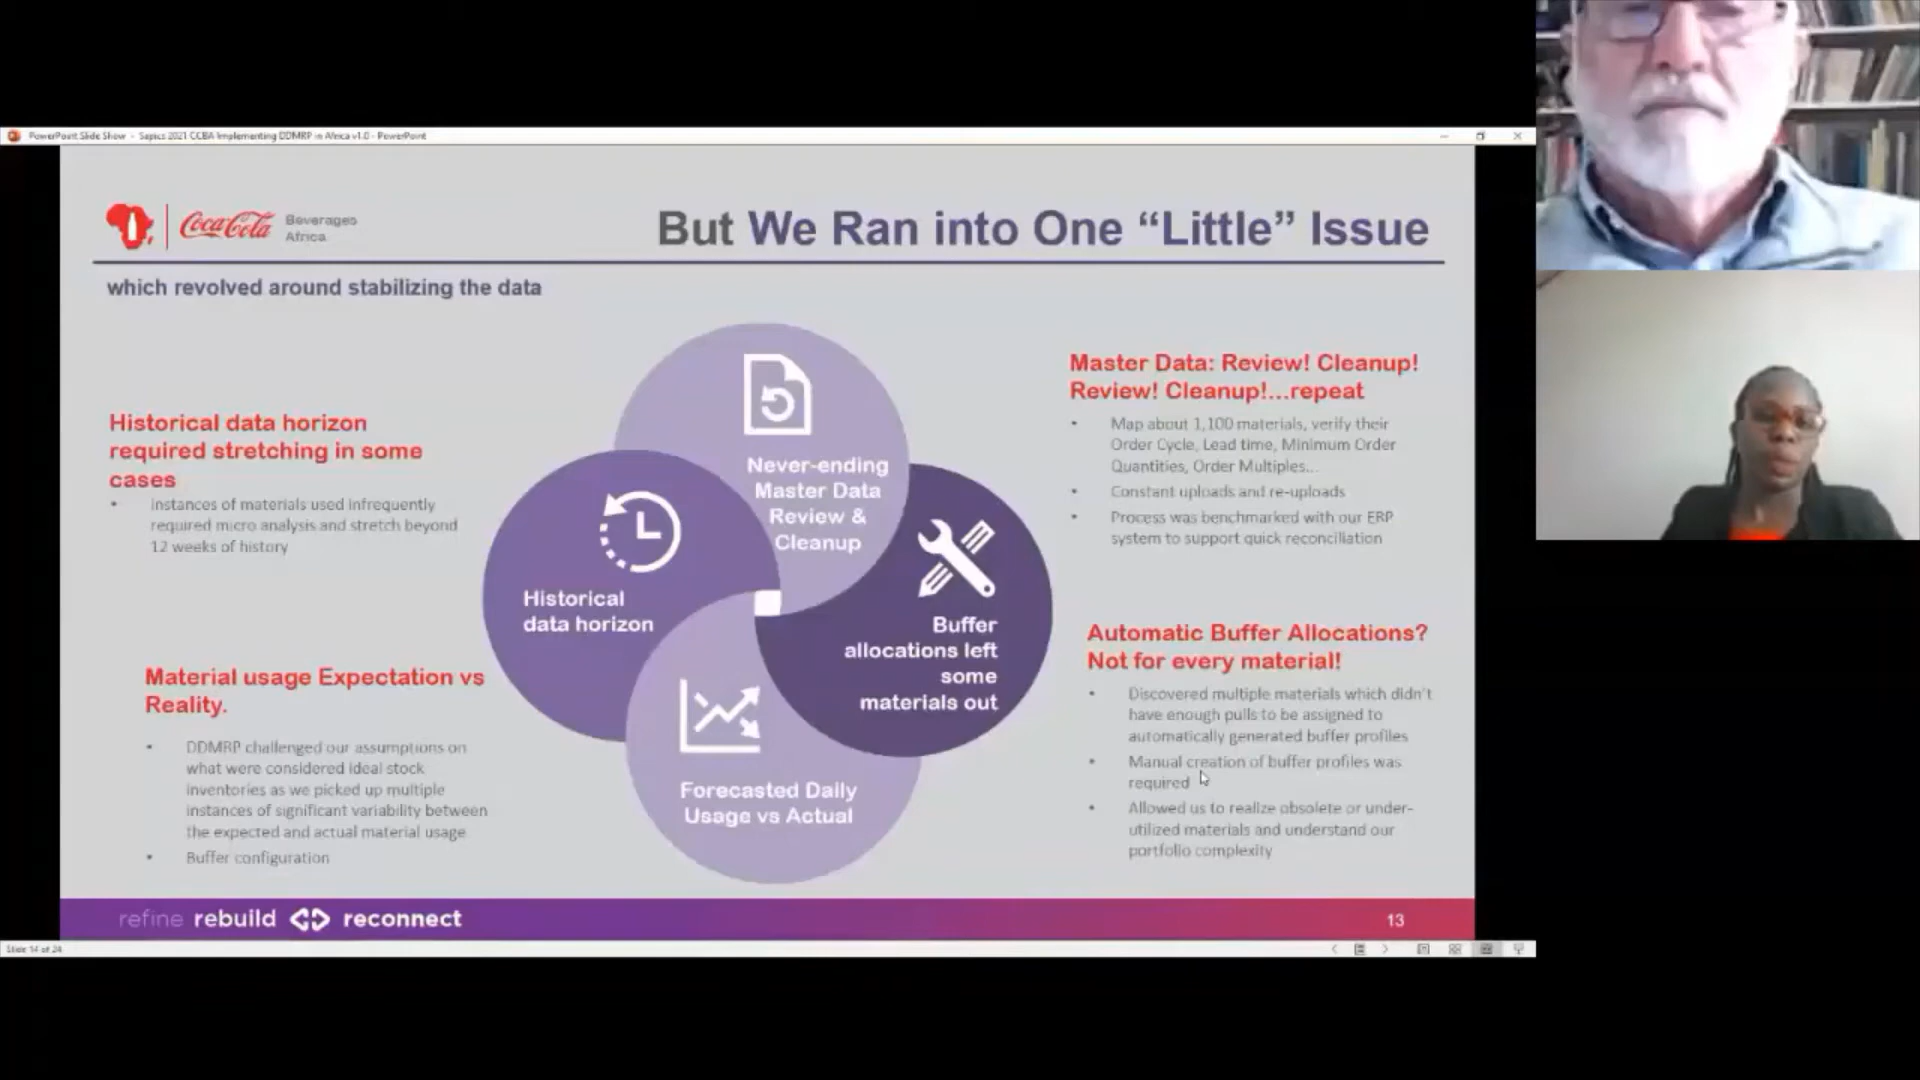 PowerPoint Slide Show - Sapics 2021 CCBA Implementing DDMRP in Africa v1.0 - PowerPoint
Coca-Cola
Beverages
Africa
But We Ran into One “Little” Issue
which revolved around stabilizing the data
Historical data horizon
required stretching in some
cases
• Instances of materials used infrequently
required micro analysis and stretch beyond
12 weeks of history
Material usage Expectation vs
Reality.
• DDMRP challenged our assumptions on
what were considered ideal stock
inventories as we picked up multiple
instances of significant variability between
the expected and actual material usage
• Buffer configuration
Never-ending
Master Data
Review &
Cleanup
Historical
data horizon
Buffer
allocations left
some
materials out
Forecasted Daily
Usage vs Actual
Master Data: Review! Cleanup!
Review! Cleanup!...repeat
• Map about 1,100 materials, verify their
Order Cycle, Lead time, Minimum Order
Quantities, Order Multiples...
• Constant uploads and re-uploads
• Process was benchmarked with our ERP
system to support quick reconciliation
Automatic Buffer Allocations?
Not for every material!
• Discovered multiple materials which didn't
have enough pulls to be assigned to
automatically generated buffer profiles
• Manual creation of buffer profiles was
required
• Allowed us to realize obsolete or under-
utilized materials and understand our
portfolio complexity
refine rebuild reconnect
13
Slide 14 of 24